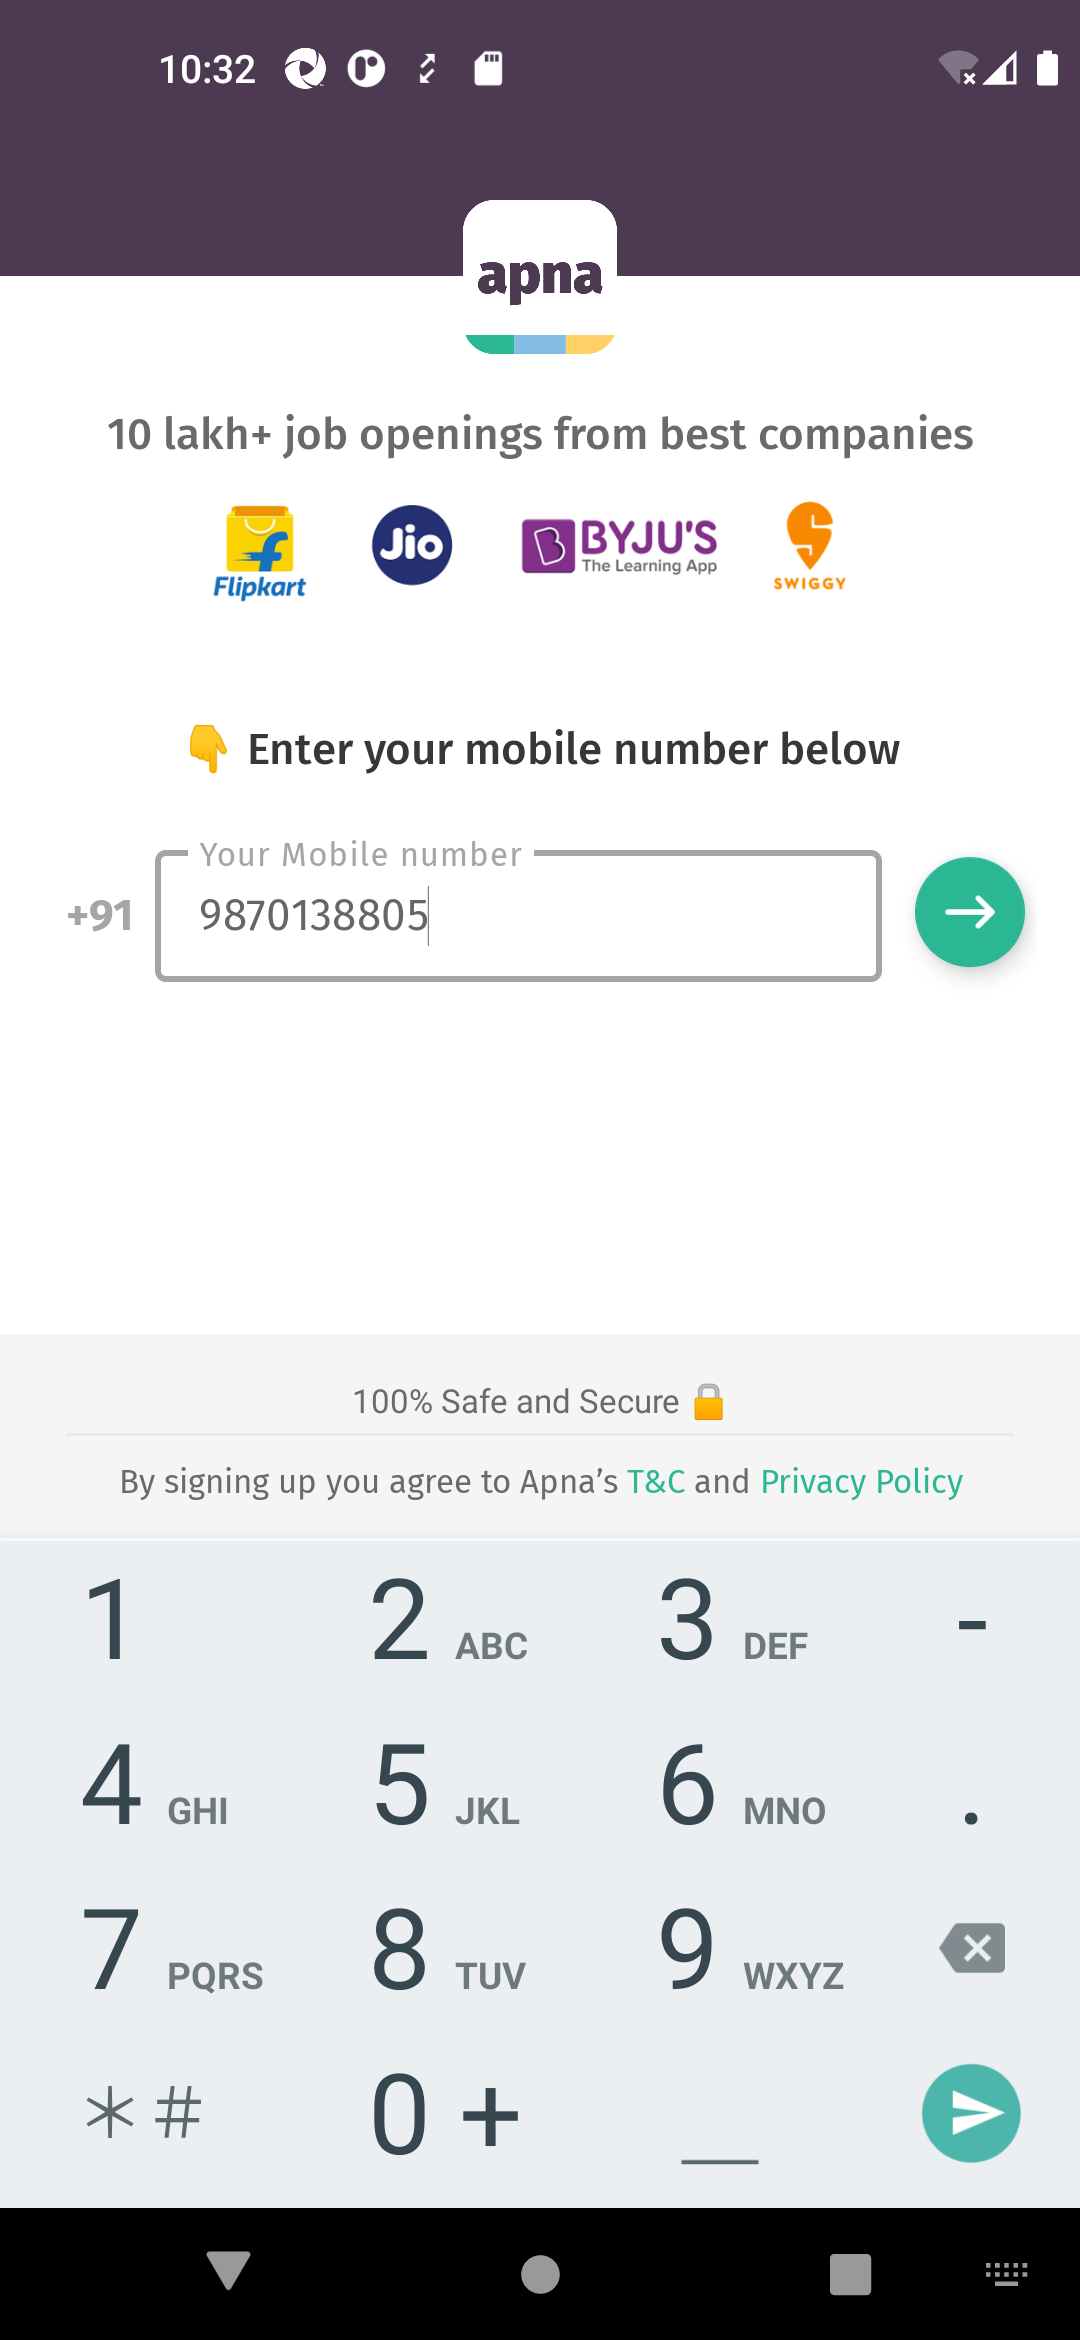 10:32
apna
10 lakh+ job openings from best companies
Flipkart
Jio
BYJU'S
The Learning App
SWIGGY
👇 Enter your mobile number below
Your Mobile number
+91 9870138805
100% Safe and Secure 🔒
By signing up you agree to Apna’s T&C and Privacy Policy
1 2 ABC 3 DEF -
4 GHI 5 JKL 6 MNO .
7 PQRS 8 TUV 9 WXYZ
* # 0 + _